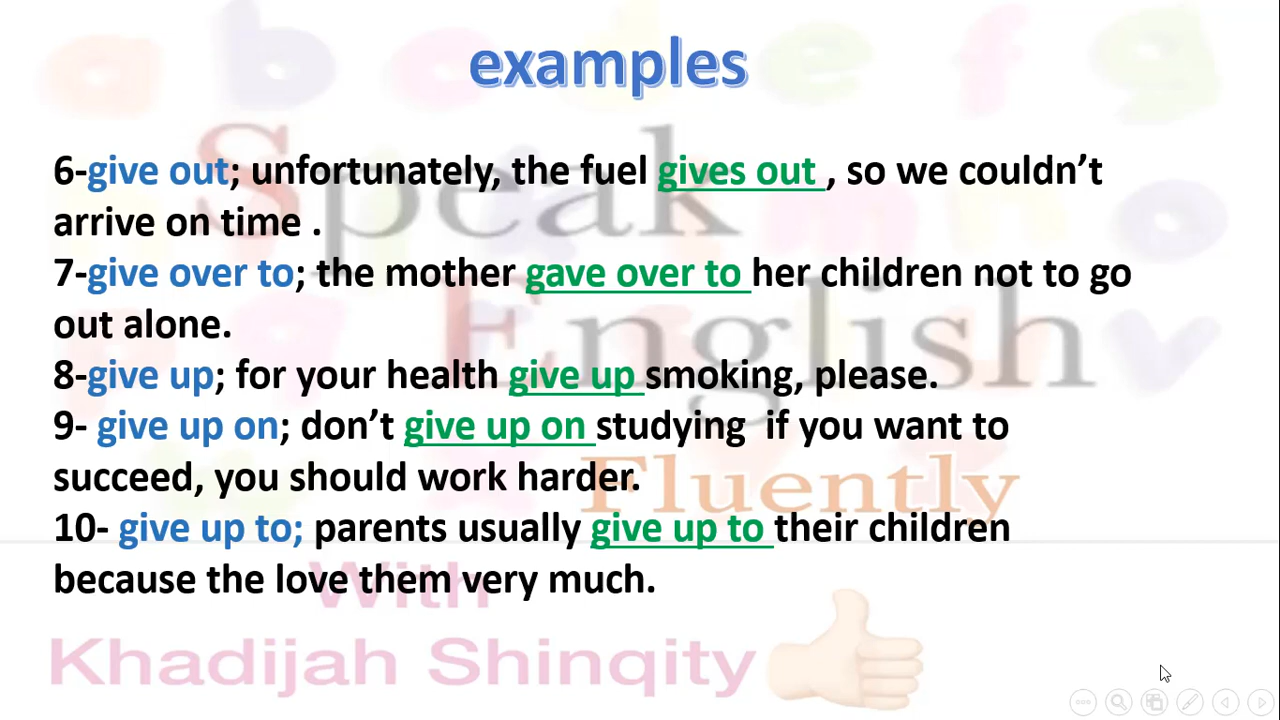 examples
6-give out; unfortunately, the fuel gives out , so we couldn’t
arrive on time .
7-give over to; the mother gave over to her children not to go
out alone.
8-give up; for your health give up smoking, please.
9- give up on; don’t give up on studying  if you want to
succeed, you should work harder.
10- give up to; parents usually give up to their children
because the love them very much.
Speak
English
Fluently
With
Khadijah Shinqity